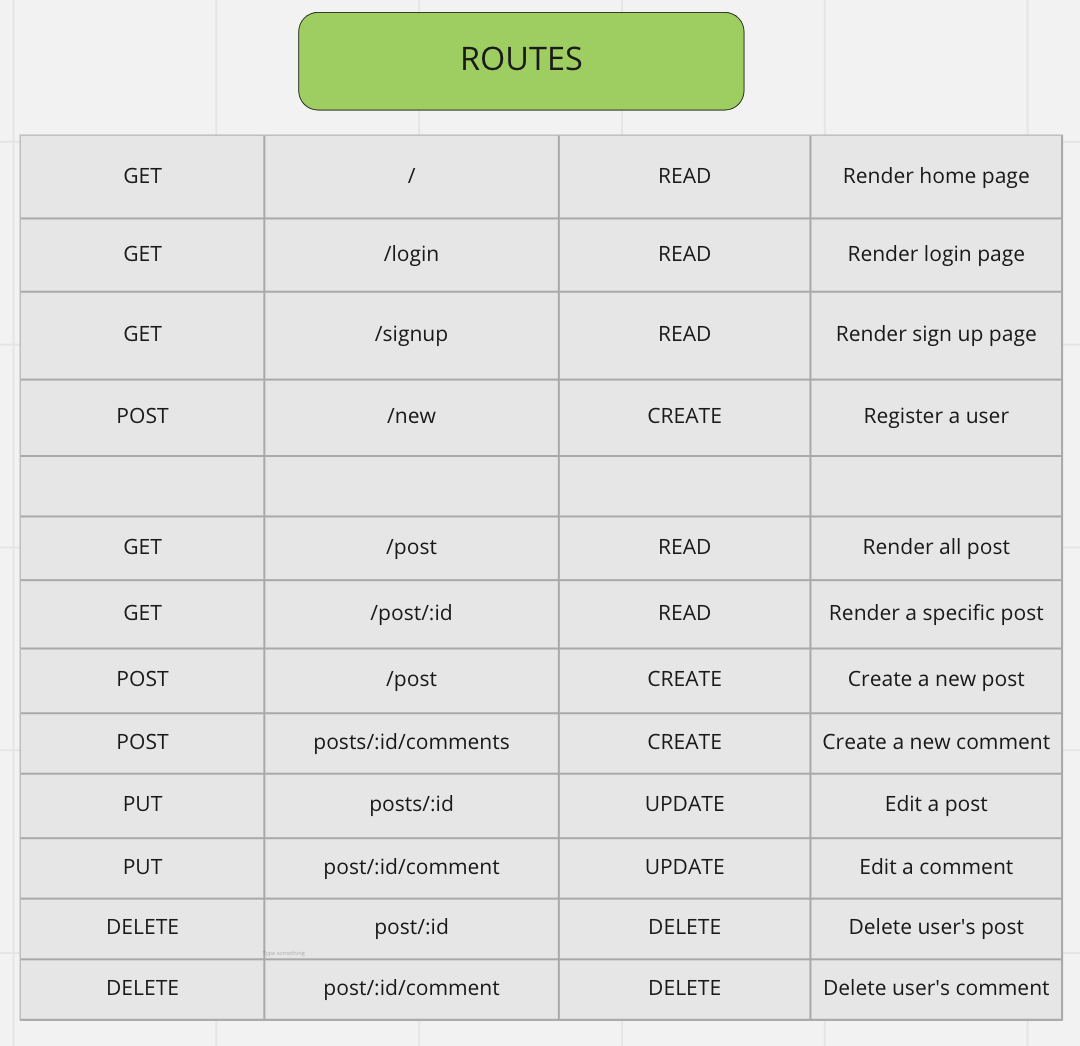 ROUTES
GET / READ Render home page
GET /login READ Render login page
GET /signup READ Render sign up page
POST /new CREATE Register a user
GET /post READ Render all post
GET /post/:id READ Render a specific post
POST /post CREATE Create a new post
POST posts/:id/comments CREATE Create a new comment
PUT posts/:id UPDATE Edit a post
PUT post/:id/comment UPDATE Edit a comment
DELETE post/:id DELETE Delete user's post
Type something
DELETE post/:id/comment DELETE Delete user's comment